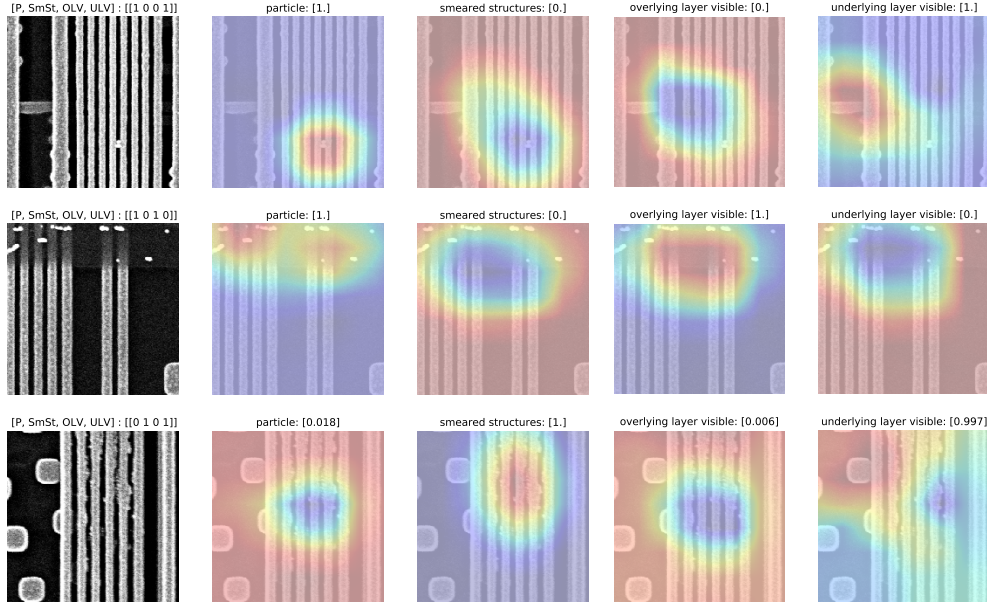 [P, SmSt, OLV, ULV] : [[1 0 0 1]]
particle: [1.]
smeared structures: [0.]
overlying layer visible: [0.]
underlying layer visible: [1.]
[P, SmSt, OLV, ULV] : [[1 0 1 0]]
particle: [1.]
smeared structures: [0.]
overlying layer visible: [1.]
underlying layer visible: [0.]
[P, SmSt, OLV, ULV] : [[0 1 0 1]]
particle: [0.018]
smeared structures: [1.]
overlying layer visible: [0.006]
underlying layer visible: [0.997]